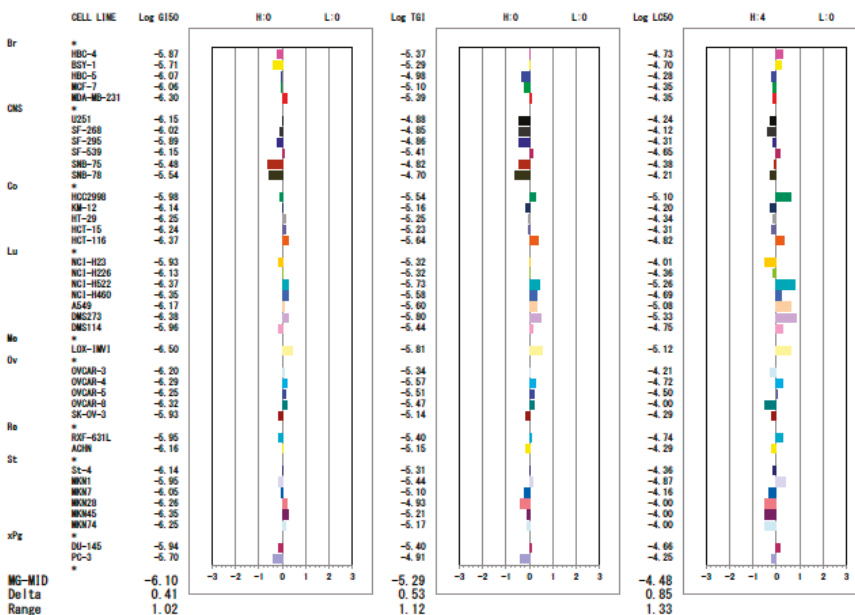 CELL LINE Log GI50 H:0 L:0 Log TGI H:0 L:0 Log LC50 H:4 L:0
Br *
HBC-4 -5.87 -5.37 -4.73
BSY-1 -5.71 -5.29 -4.70
HBC-5 -6.07 -4.98 -4.28
MCF-7 -6.06 -5.10 -4.35
MDA-MB-231 -6.30 -5.39 -4.35
CNS *
U251 -6.15 -4.88 -4.24
SF-268 -6.02 -4.85 -4.12
SF-295 -5.89 -4.86 -4.31
SF-539 -6.15 -5.41 -4.65
SNB-75 -5.48 -4.82 -4.38
SNB-78 -5.54 -4.70 -4.21
Co *
HCC2998 -5.98 -5.54 -5.10
KM-12 -6.14 -5.16 -4.20
HT-29 -6.25 -5.25 -4.34
HCT-15 -6.24 -5.23 -4.31
HCT-116 -6.37 -5.64 -4.82
Lu *
NCI-H23 -5.93 -5.32 -4.01
NCI-H226 -6.13 -5.32 -4.36
NCI-H522 -6.37 -5.73 -5.26
NCI-H460 -6.35 -5.58 -4.69
A549 -6.17 -5.60 -5.08
DMS273 -6.38 -5.80 -5.33
DMS114 -5.96 -5.44 -4.75
Me *
LOX-IMVI -6.50 -5.81 -5.12
Ov *
OVCAR-3 -6.20 -5.34 -4.21
OVCAR-4 -6.29 -5.57 -4.72
OVCAR-5 -6.25 -5.51 -4.50
OVCAR-8 -6.32 -5.47 -4.00
SK-OV-3 -5.93 -5.14 -4.29
Re *
RXF-631L -5.95 -5.40 -4.74
ACHN -6.16 -5.15 -4.29
St *
St-4 -6.14 -5.31 -4.36
MKN1 -5.95 -5.44 -4.87
MKN7 -6.05 -5.10 -4.16
MKN28 -6.26 -4.93 -4.00
MKN45 -6.35 -5.21 -4.00
MKN74 -6.25 -5.17 -4.00
xPg *
DU-145 -5.94 -5.40 -4.66
PC-3 -5.70 -4.91 -4.25
*
MG-MID -6.10 -5.29 -4.48
Delta 0.41 0.53 0.85
Range 1.02 1.12 1.33
-3 -2 -1 0 1 2 3 -3 -2 -1 0 1 2 3 -3 -2 -1 0 1 2 3